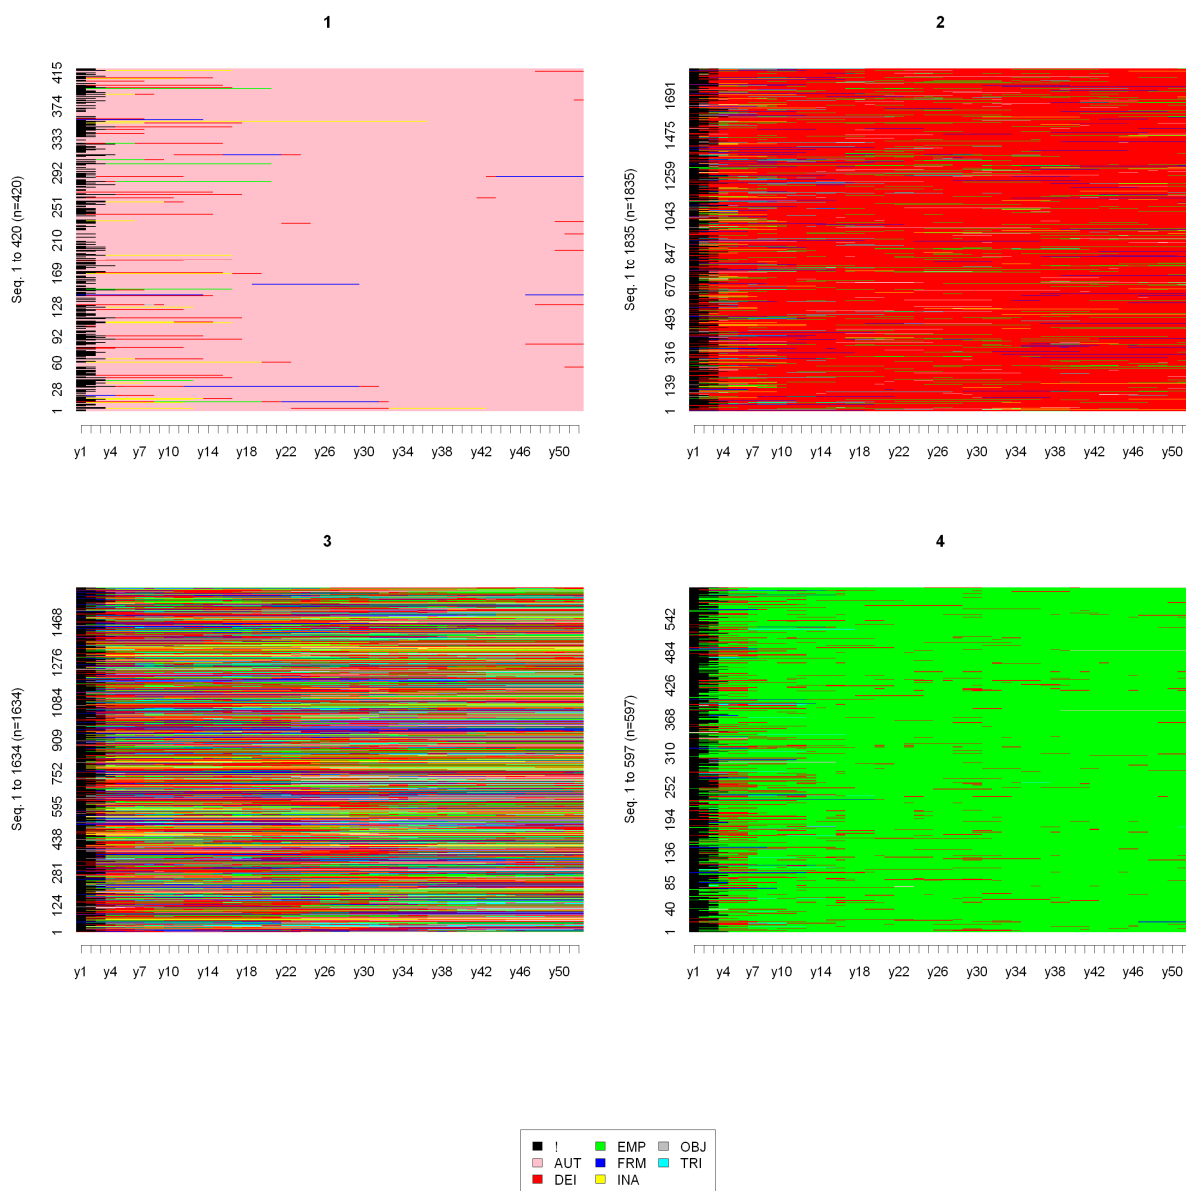 1
2
Seq. 1 to 420 (n=420)
1 28 60 92 128 169 210 251 292 333 374 415
y1 y4 y7 y10 y14 y18 y22 y26 y30 y34 y38 y42 y46 y50
Seq. 1 to 1835 (n=1835)
1 139 316 493 670 847 1043 1259 1475 1691
y1 y4 y7 y10 y14 y18 y22 y26 y30 y34 y38 y42 y46 y50
3
4
Seq. 1 to 1634 (n=1634)
1 124 281 438 595 752 909 1084 1276 1468
y1 y4 y7 y10 y14 y18 y22 y26 y30 y34 y38 y42 y46 y50
Seq. 1 to 597 (n=597)
1 40 85 136 194 252 310 368 426 484 542
y1 y4 y7 y10 y14 y18 y22 y26 y30 y34 y38 y42 y46 y50
! EMP OBJ
AUT FRM TRI
DEI INA